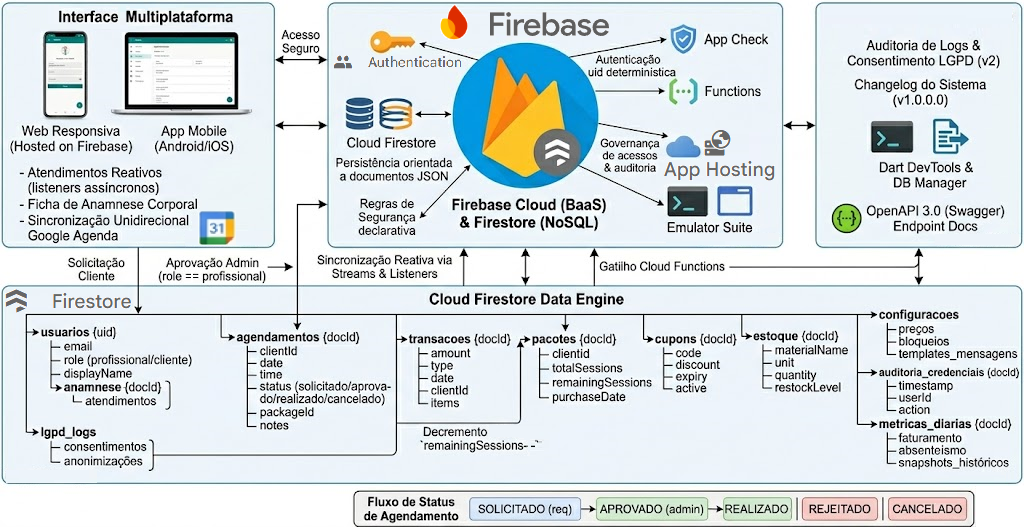 Interface Multiplataforma
Web Responsiva
(Hosted on Firebase)
App Mobile
(Android/iOS)
- Atendimentos Reativos
(listeners assíncronos)
- Ficha de Anamnese Corporal
- Sincronização Unidirecional
Google Agenda
31
Acesso
Seguro
Firebase
Authentication
App Check
Autenticação
uid determinística
Functions
Cloud Firestore
Persistência orientada
a documentos JSON
Governança
de acessos
& auditoria
App Hosting
Regras de
Segurança
declarativa
Firebase Cloud (BaaS)
& Firestore (NoSQL)
Emulator Suite
Auditoria de Logs &
Consentimento LGPD (v2)
Changelog do Sistema
(v1.0.0.0)
Dart DevTools &
DB Manager
OpenAPI 3.0 (Swagger)
Endpoint Docs
Solicitação
Cliente
Aprovação Admin
(role == profissional)
Sincronização Reativa via
Streams & Listeners
Gatilho Cloud Functions
Firestore
Cloud Firestore Data Engine
usuarios {uid}
email
role (profissional/cliente)
displayName
anamnese {docId}
atendimentos
lgpd_logs
consentimentos
anonimizações
agendamentos {docId}
clientId
date
time
status (solicitado/aprova-
do/realizado/cancelado)
packageId
notes
transacoes {docId}
amount
type
date
clientId
items
Decremento
`remainingSessions- -`
pacotes {docId}
clientid
totalSessions
remainingSessions
purchaseDate
cupons {docId}
code
discount
expiry
active
estoque {docId}
materialName
unit
quantity
restockLevel
configuracoes
preços
bloqueios
templates_mensagens
auditoria_credenciais {docId}
timestamp
userId
action
metricas_diarias {docId}
faturamento
absenteismo
snapshots_históricos
Fluxo de Status
de Agendamento
SOLICITADO (req)
APROVADO (admin)
REALIZADO
REJEITADO
CANCELADO